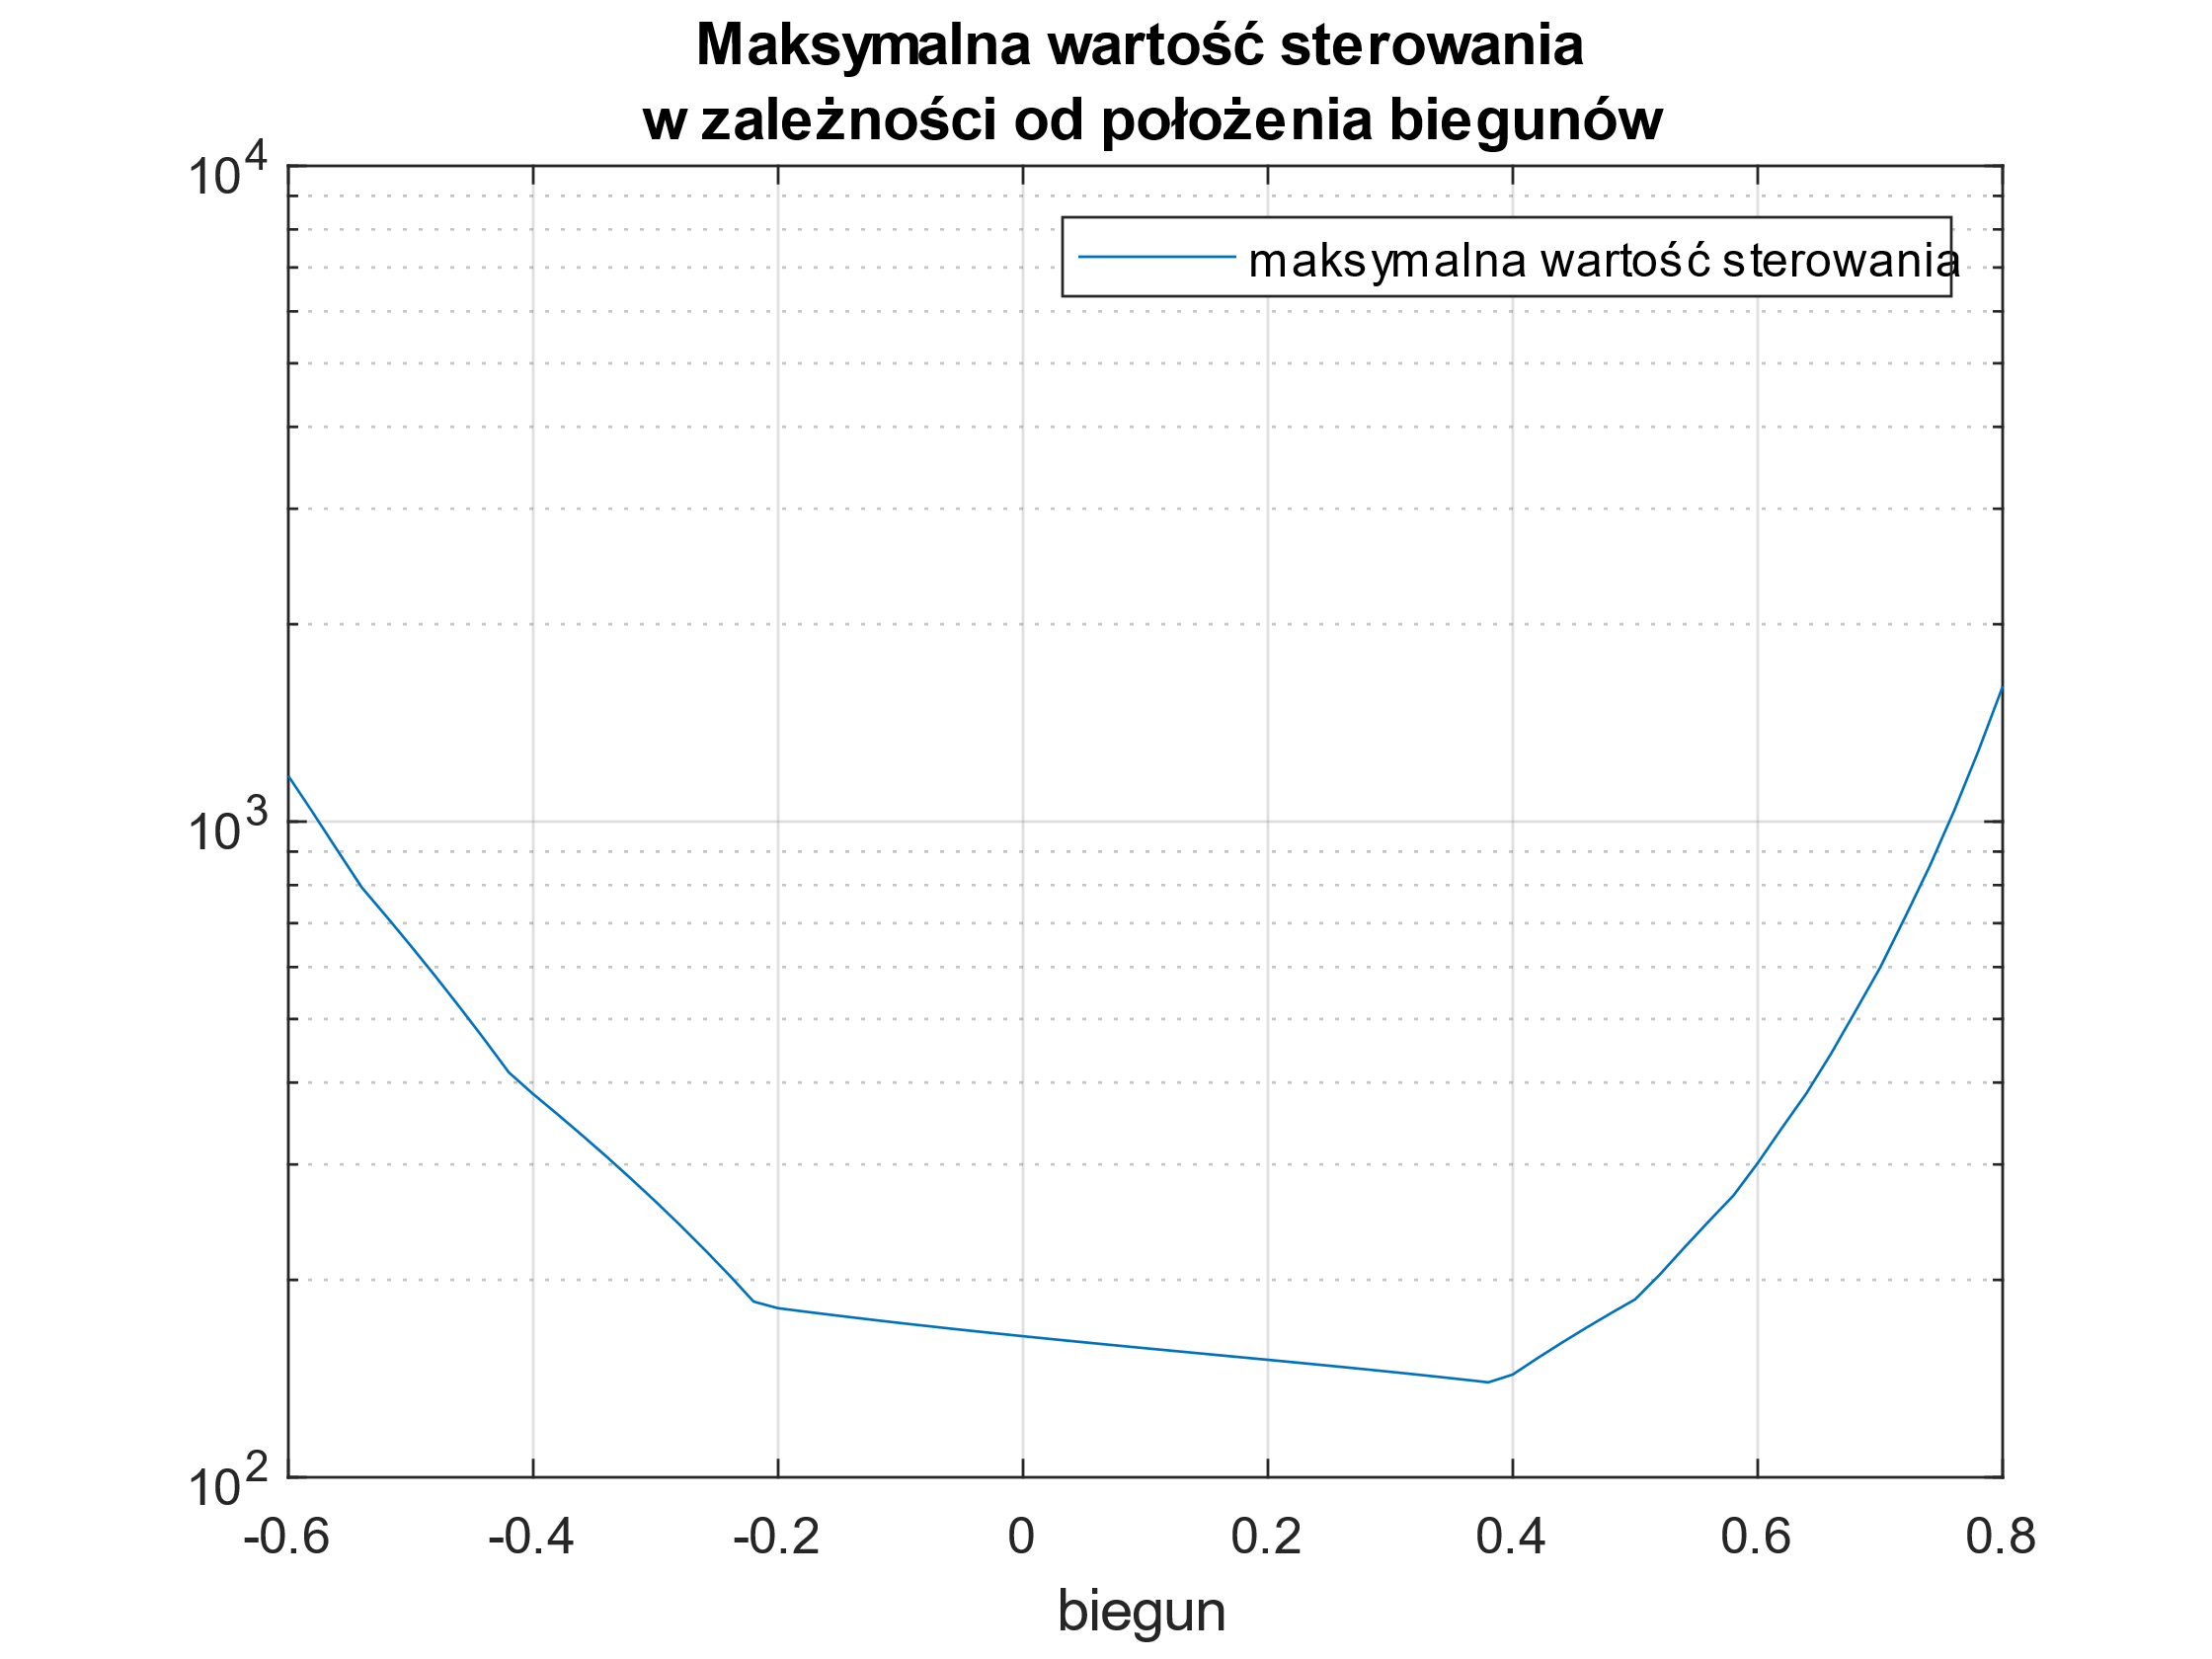 Maksymalna wartość sterowania
w zależności od położenia biegunów
10^4
maksymalna wartość sterowania
10^3
10^2
-0.6 -0.4 -0.2 0 0.2 0.4 0.6 0.8
biegun